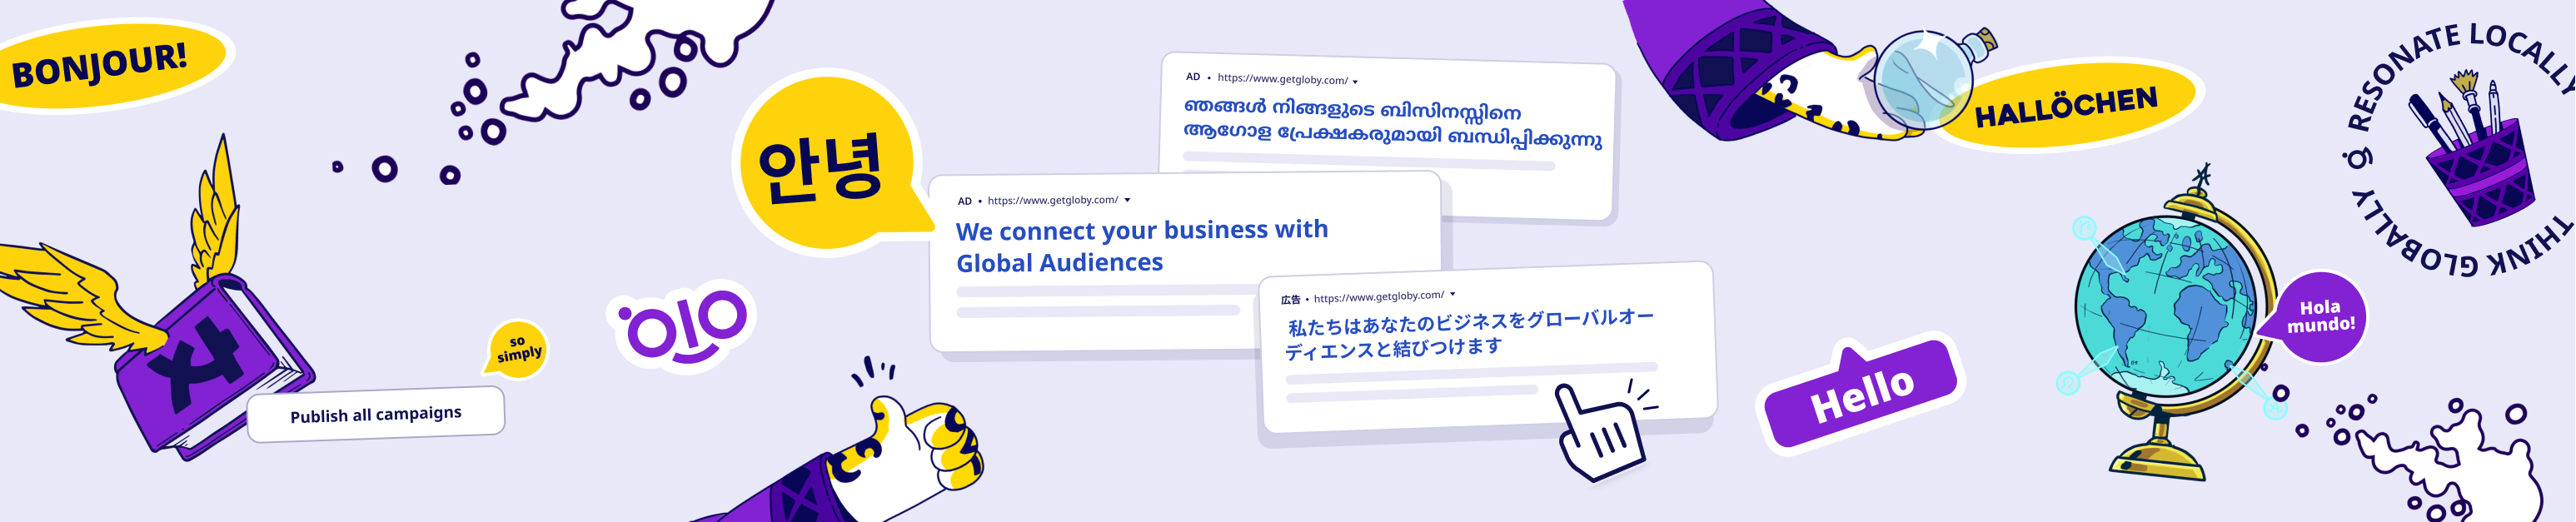 BONJOUR!
so
simply
Publish all campaigns
안녕
AD • https://www.getgloby.com/
ഞങ്ങൾ നിങ്ങളുടെ ബിസിനസ്സിനെ
ആഗോള പ്രേക്ഷകരുമായി ബന്ധിപ്പിക്കുന്നു
AD • https://www.getgloby.com/
We connect your business with
Global Audiences
広告 • https://www.getgloby.com/
私たちはあなたのビジネスをグローバルオー
ディエンスと結びつけます
HALLÖCHEN
Hello
Hola
mundo!
RESONATE LOCALLY
THINK GLOBALLY